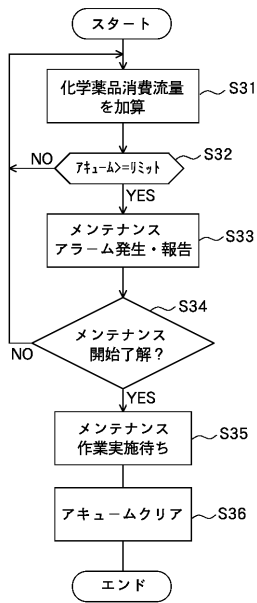 スタート
化学薬品消費流量
を加算
S31
ｱｷｭｰﾑ>=ﾘﾐｯﾄ
S32
NO
YES
メンテナンス
アラーム発生・報告
S33
メンテナンス
開始了解？
S34
NO
YES
メンテナンス
作業実施待ち
S35
アキュームクリア
S36
エンド